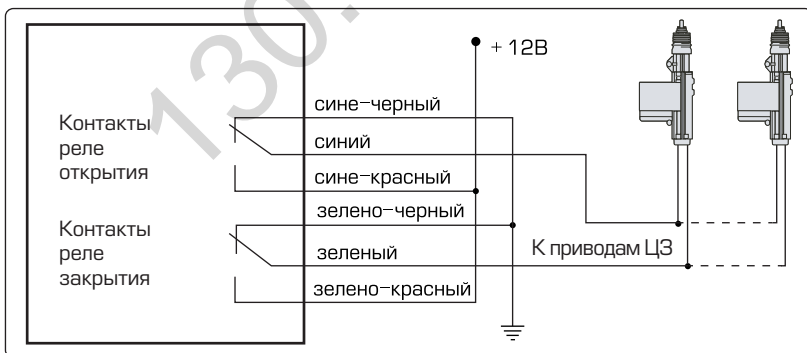 130.
+ 12В
сине-черный
Контакты
реле
открытия
синий
сине-красный
зелено-черный
Контакты
реле
закрытия
зеленый
К приводам ЦЗ
зелено-красный